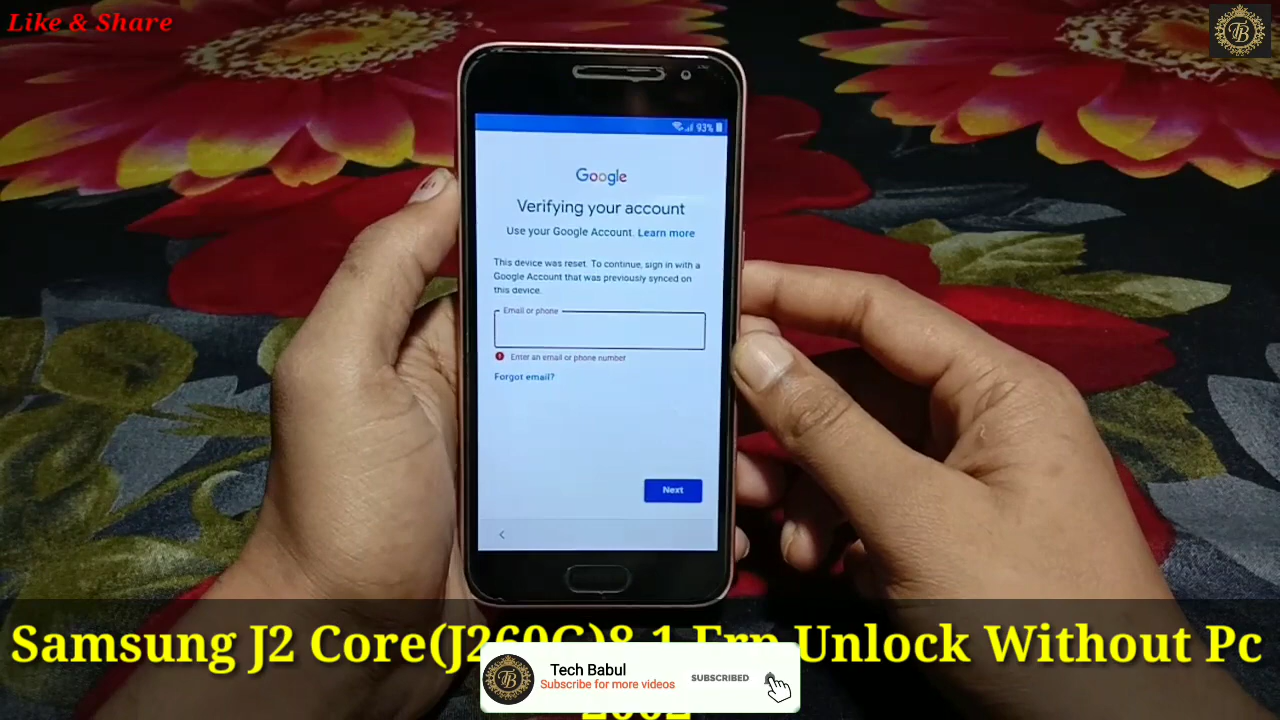 Like & Share
TB
93%
Google
Verifying your account
Use your Google Account. Learn more
This device was reset. To continue, sign in with a
Google Account that was previously synced on
this device.
Email or phone
Enter an email or phone number
Forgot email?
Next
Samsung J2 Core(J260G)8.1 Frp Unlock Without Pc
Tech Babul
Subscribe for more videos
SUBSCRIBED
TB